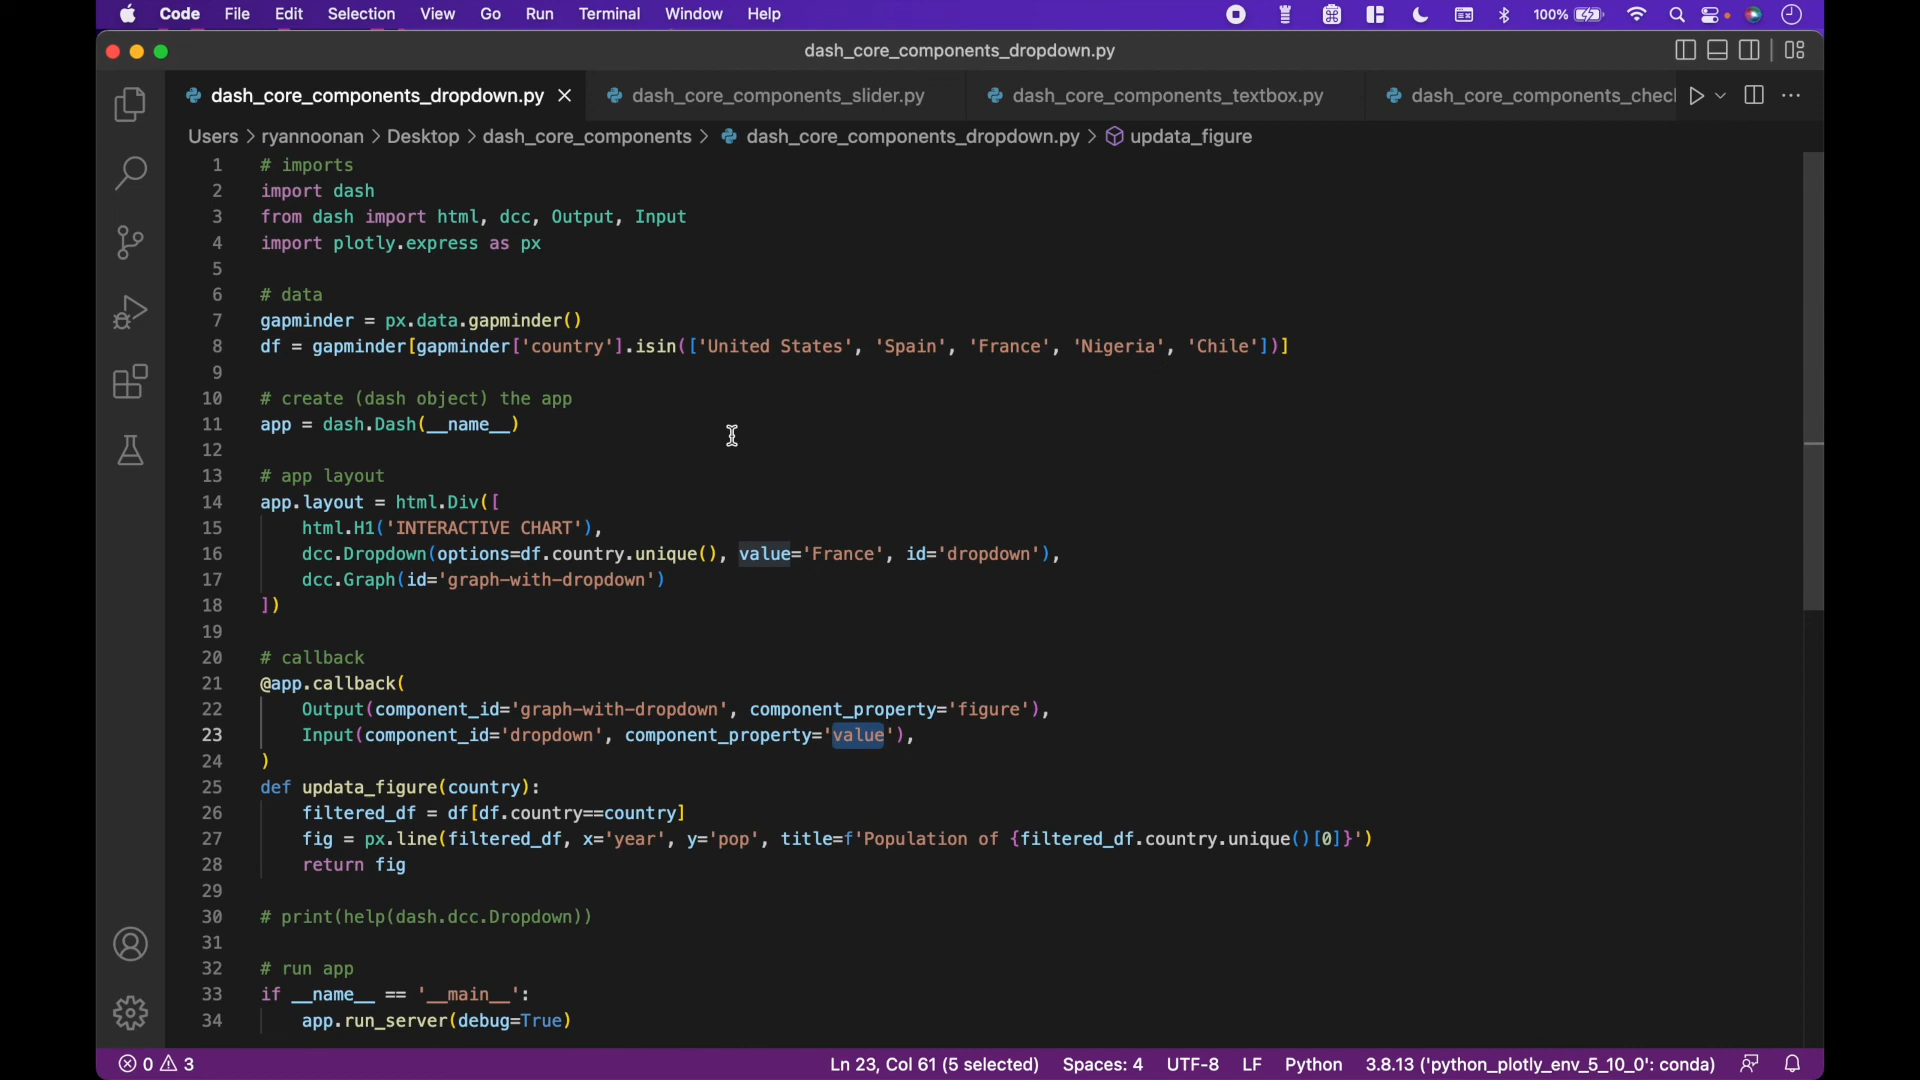 Code File Edit Selection View Go Run Terminal Window Help 100%
dash_core_components_dropdown.py
dash_core_components_dropdown.py dash_core_components_slider.py dash_core_components_textbox.py dash_core_components_chec
Users > ryannoonan > Desktop > dash_core_components > dash_core_components_dropdown.py > updata_figure
1 # imports
2 import dash
3 from dash import html, dcc, Output, Input
4 import plotly.express as px
5
6 # data
7 gapminder = px.data.gapminder()
8 df = gapminder[gapminder['country'].isin(['United States', 'Spain', 'France', 'Nigeria', 'Chile'])]
9
10 # create (dash object) the app
11 app = dash.Dash(__name__)
12
13 # app layout
14 app.layout = html.Div([
15 html.H1('INTERACTIVE CHART'),
16 dcc.Dropdown(options=df.country.unique(), value='France', id='dropdown'),
17 dcc.Graph(id='graph-with-dropdown')
18 ])
19
20 # callback
21 @app.callback(
22 Output(component_id='graph-with-dropdown', component_property='figure'),
23 Input(component_id='dropdown', component_property='value'),
24 )
25 def updata_figure(country):
26 filtered_df = df[df.country==country]
27 fig = px.line(filtered_df, x='year', y='pop', title=f'Population of {filtered_df.country.unique()[0]}')
28 return fig
29
30 # print(help(dash.dcc.Dropdown))
31
32 # run app
33 if __name__ == '__main__':
34 app.run_server(debug=True)
0 3 Ln 23, Col 61 (5 selected) Spaces: 4 UTF-8 LF Python 3.8.13 ('python_plotly_env_5_10_0': conda)